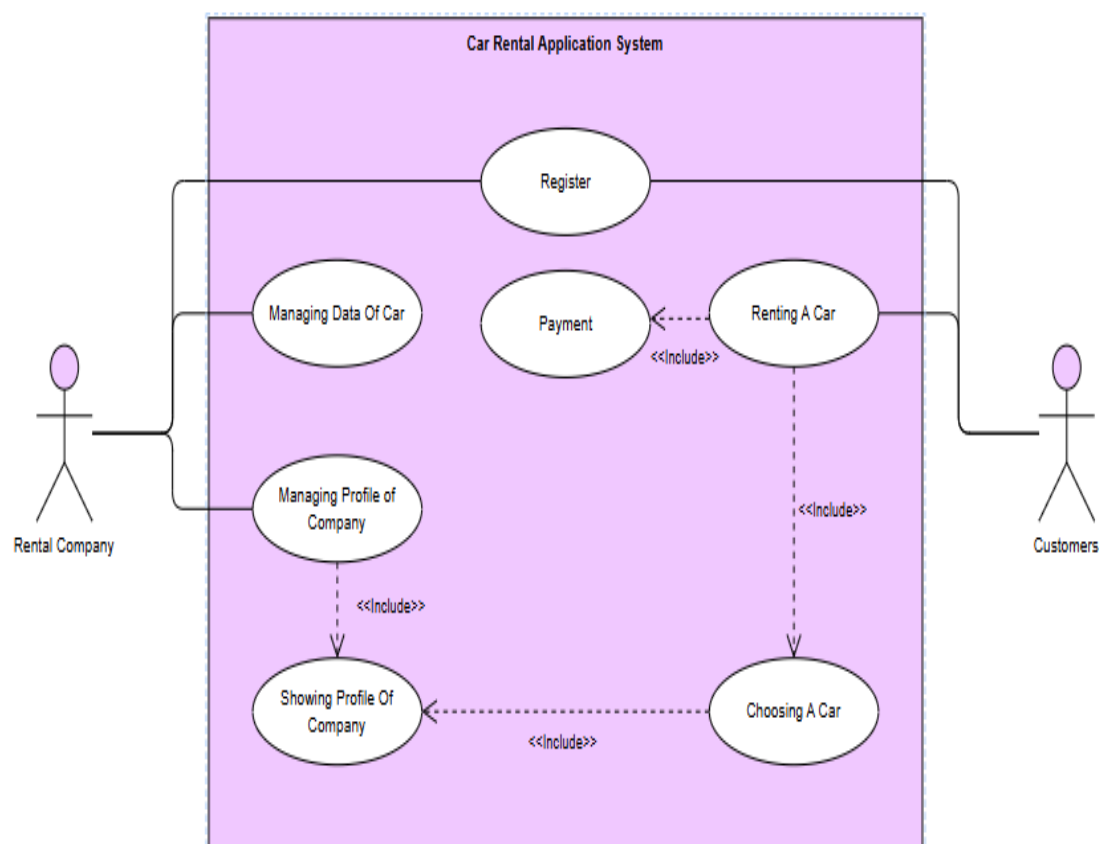 Car Rental Application System
Register
Managing Data Of Car
Payment
Renting A Car
<<Include>>
Managing Profile of
Company
<<Include>>
Rental Company
Customers
<<Include>>
Showing Profile Of
Company
Choosing A Car
<<Include>>